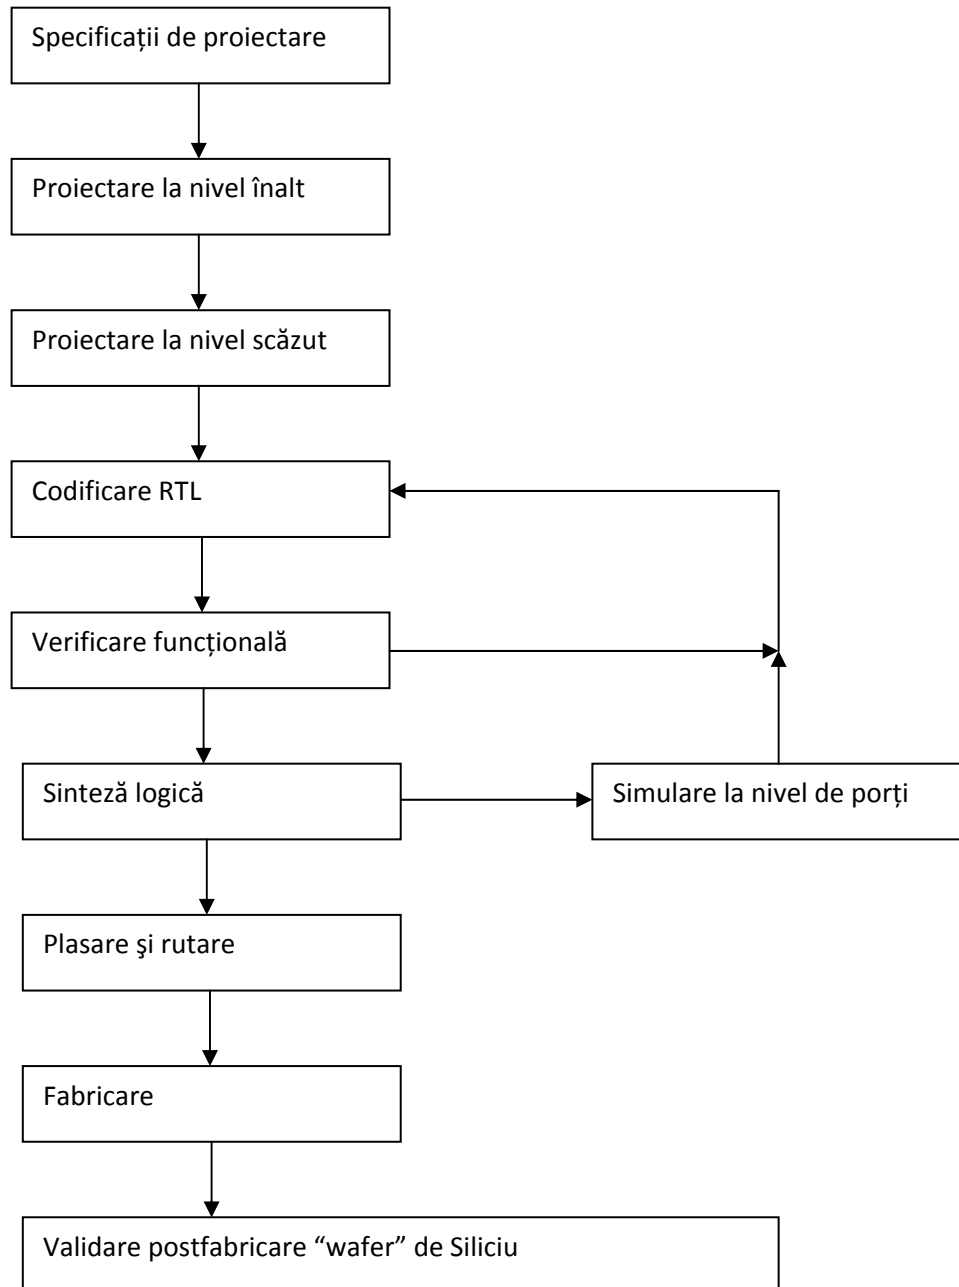 Specificații de proiectare
Proiectare la nivel înalt
Proiectare la nivel scăzut
Codificare RTL
Verificare funcțională
Sinteză logică
Simulare la nivel de porți
Plasare şi rutare
Fabricare
Validare postfabricare “wafer” de Siliciu